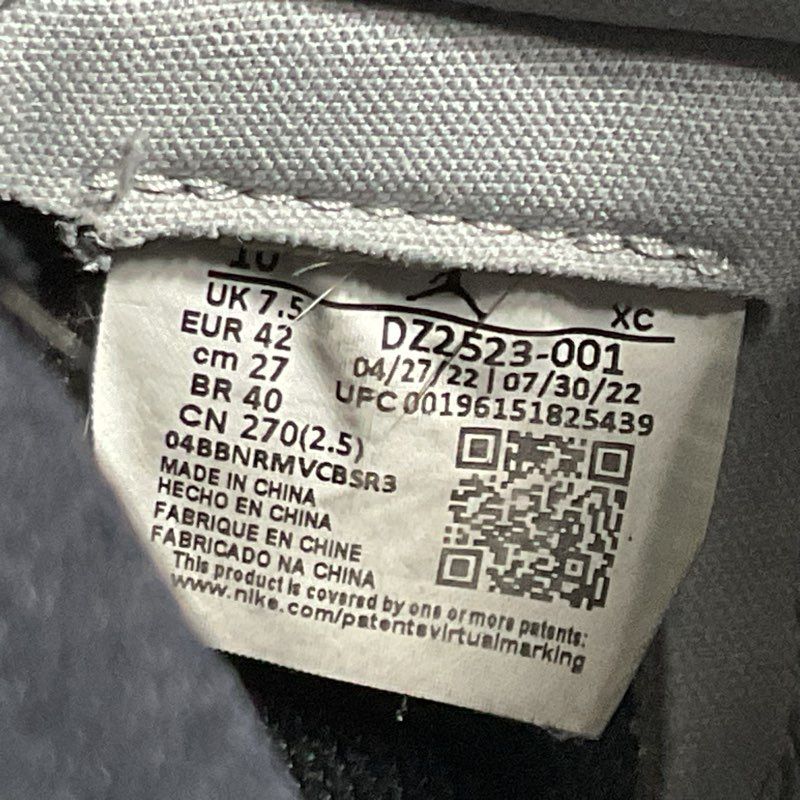 10
UK 7.5
EUR 42
cm 27
BR 40
CN 270(2.5)
04BBNRMVCBSR3
MADE IN CHINA
HECHO EN CHINA
FABRIQUE EN CHINE
FABRICADO NA CHINA
XC
DZ2523-001
04/27/22 | 07/30/22
UPC 00196151825439
This product is covered by one or more patents:
www.nike.com/patentsvirtualmarking